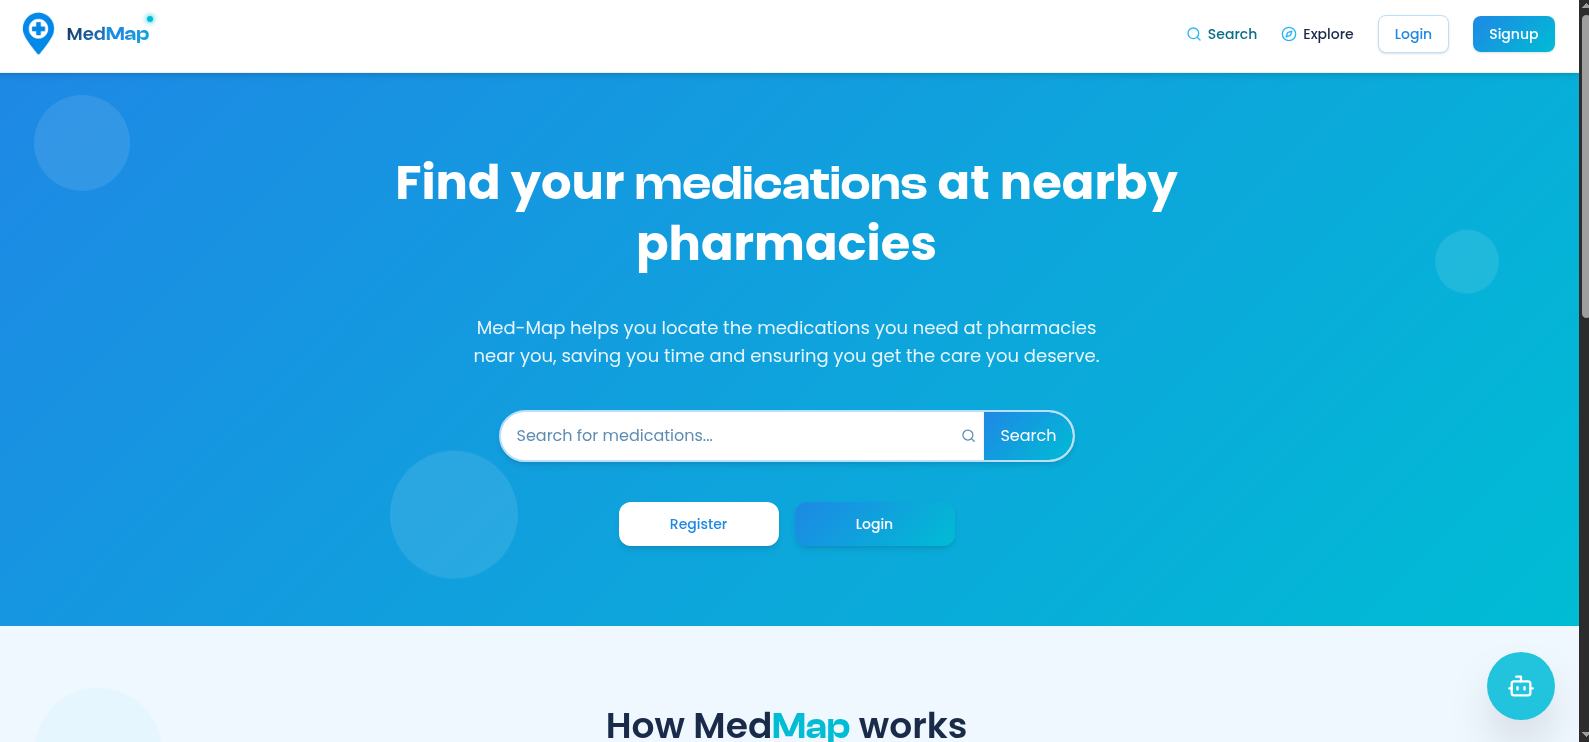 MedMap
Search
Explore
Login
Signup
Find your medications at nearby
pharmacies
Med-Map helps you locate the medications you need at pharmacies
near you, saving you time and ensuring you get the care you deserve.
Search for medications...
Search
Register
Login
How MedMap works